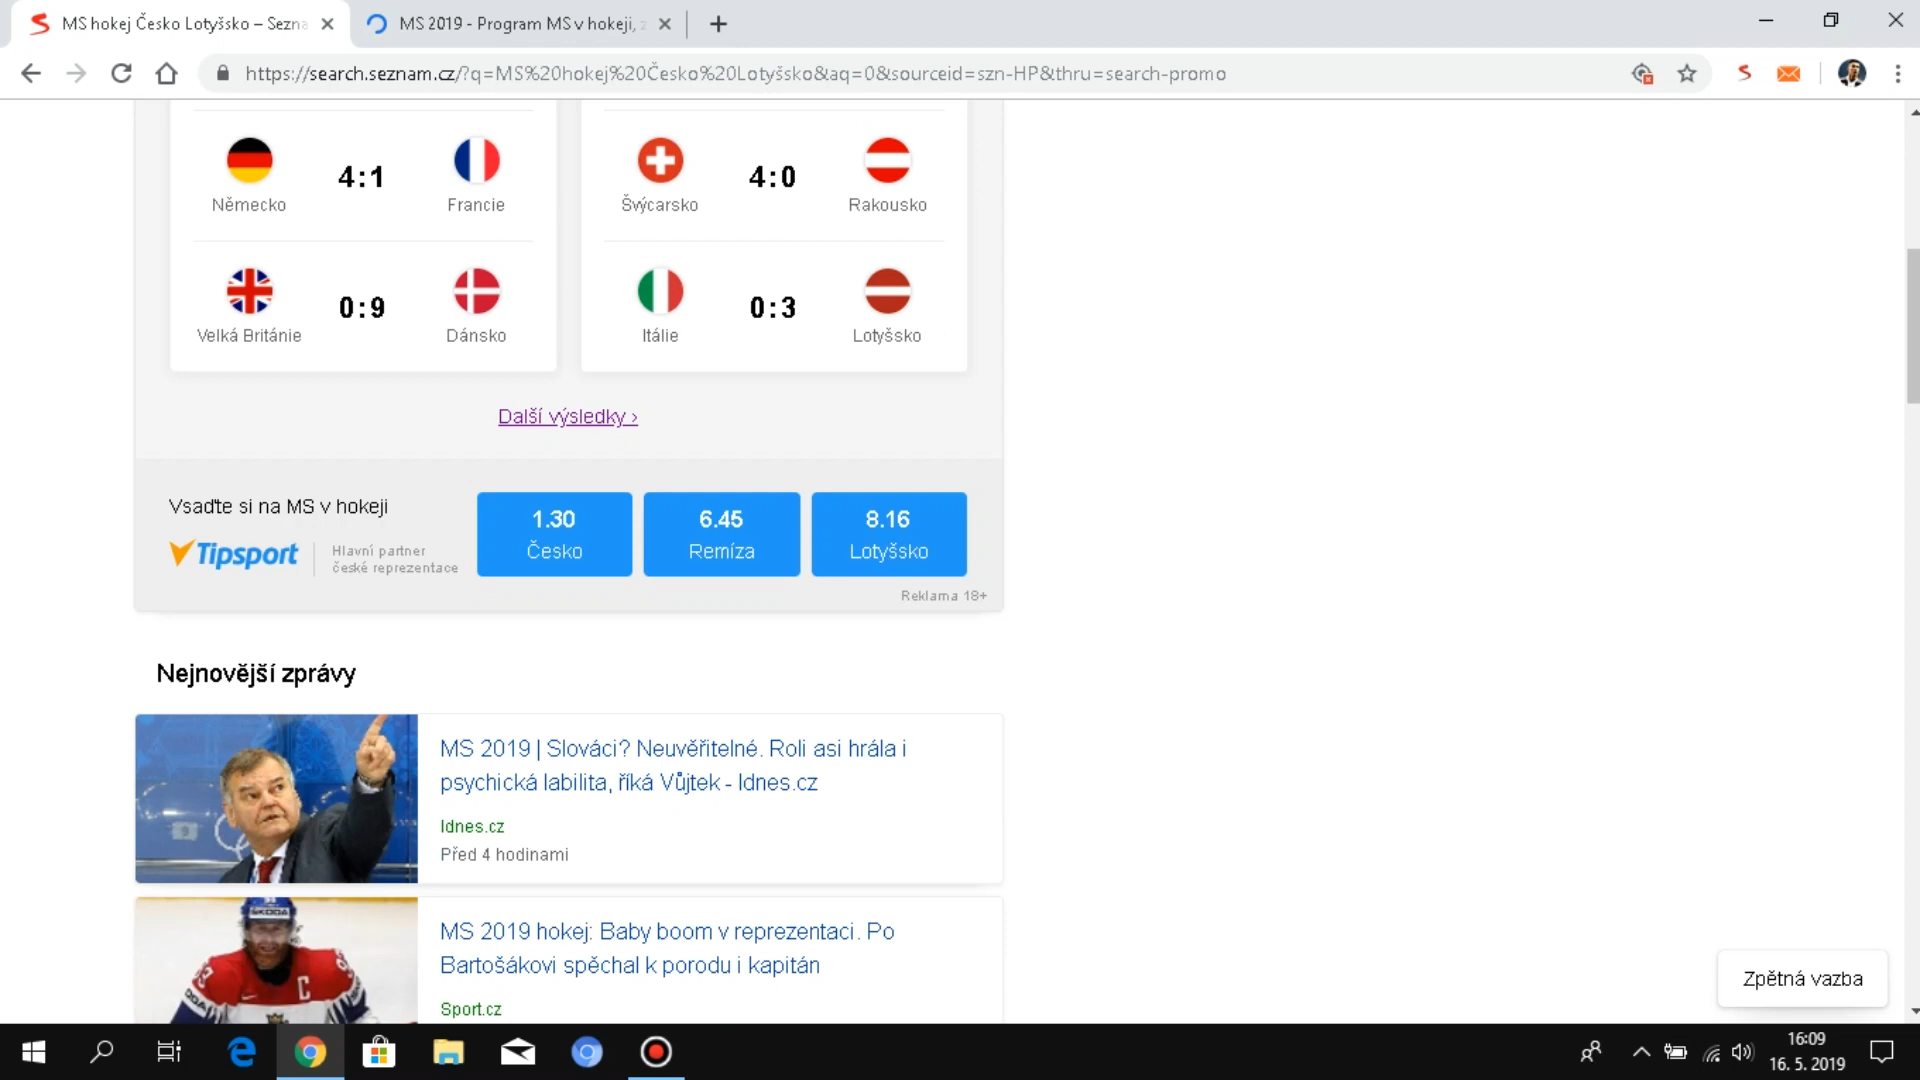 MS hokej Česko Lotyšsko – Sezna
MS 2019 - Program MS v hokeji, z
https://search.seznam.cz/?q=MS%20hokej%20Česko%20Lotyšsko&aq=0&sourceid=szn-HP&thru=search-promo
4:1
Německo
Francie
4:0
Švýcarsko
Rakousko
0:9
Velká Británie
Dánsko
0:3
Itálie
Lotyšsko
Další výsledky ›
Vsaďte si na MS v hokeji
Tipsport
Hlavní partner
české reprezentace
1.30
Česko
6.45
Remíza
8.16
Lotyšsko
Reklama 18+
Nejnovější zprávy
MS 2019 | Slováci? Neuvěřitelné. Roli asi hrála i
psychická labilita, říká Vůjtek - Idnes.cz
Idnes.cz
Před 4 hodinami
MS 2019 hokej: Baby boom v reprezentaci. Po
Bartošákovi spěchal k porodu i kapitán
Sport.cz
ŠKODA
C
Zpětná vazba
16:09
16. 5. 2019